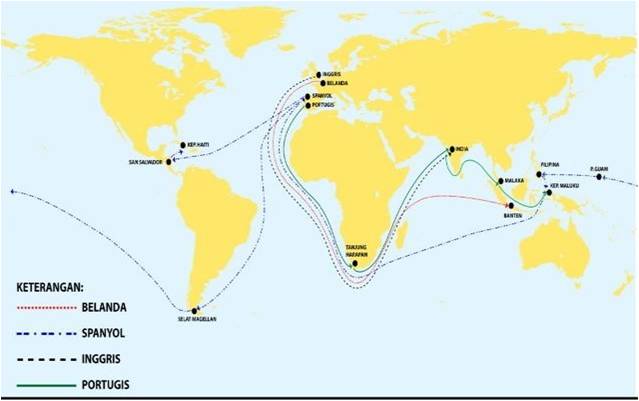 INGGRIS
BELANDA
SPANYOL
PORTUGIS
KEP. HAITI
SAN SALVADOR
INDIA
FILIPINA
P. GUAM
MALAKA
KEP. MALUKU
BANTEN
TANJUNG
HARAPAN
SELAT MAGELLAN
KETERANGAN:
BELANDA
SPANYOL
INGGRIS
PORTUGIS